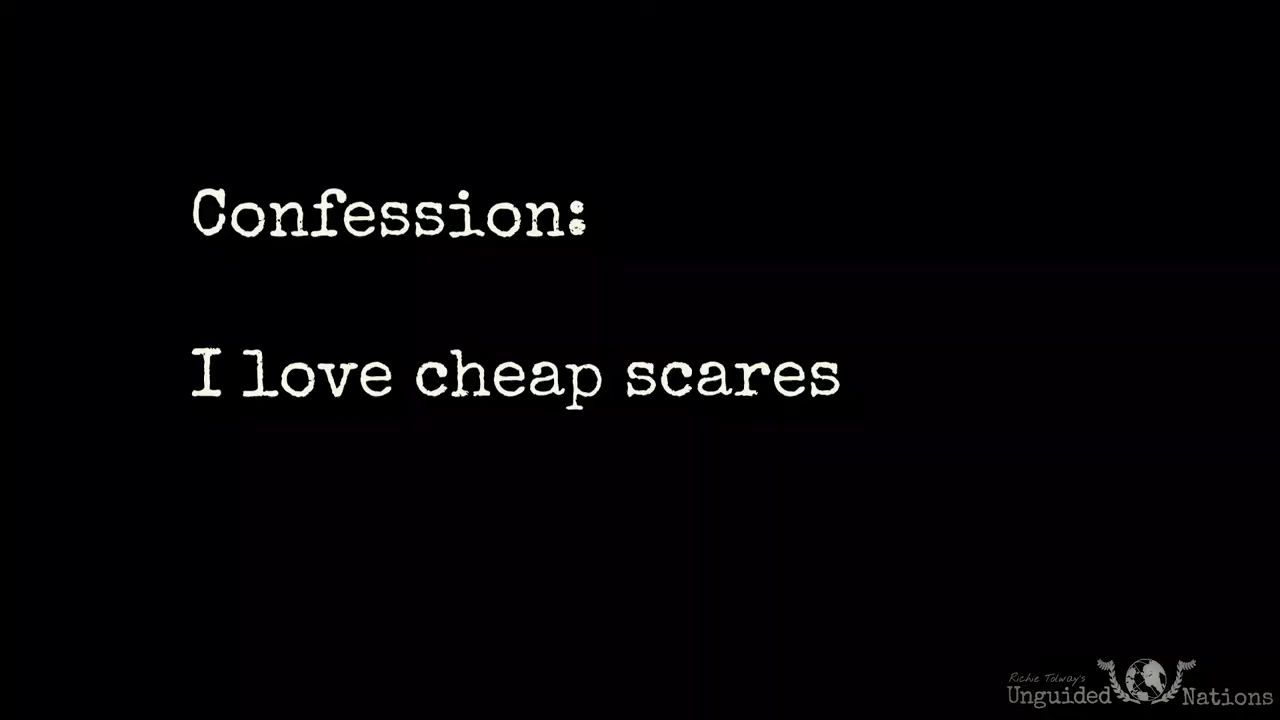 Confession:
I love cheap scares
Richie Tolway's
Unguided Nations